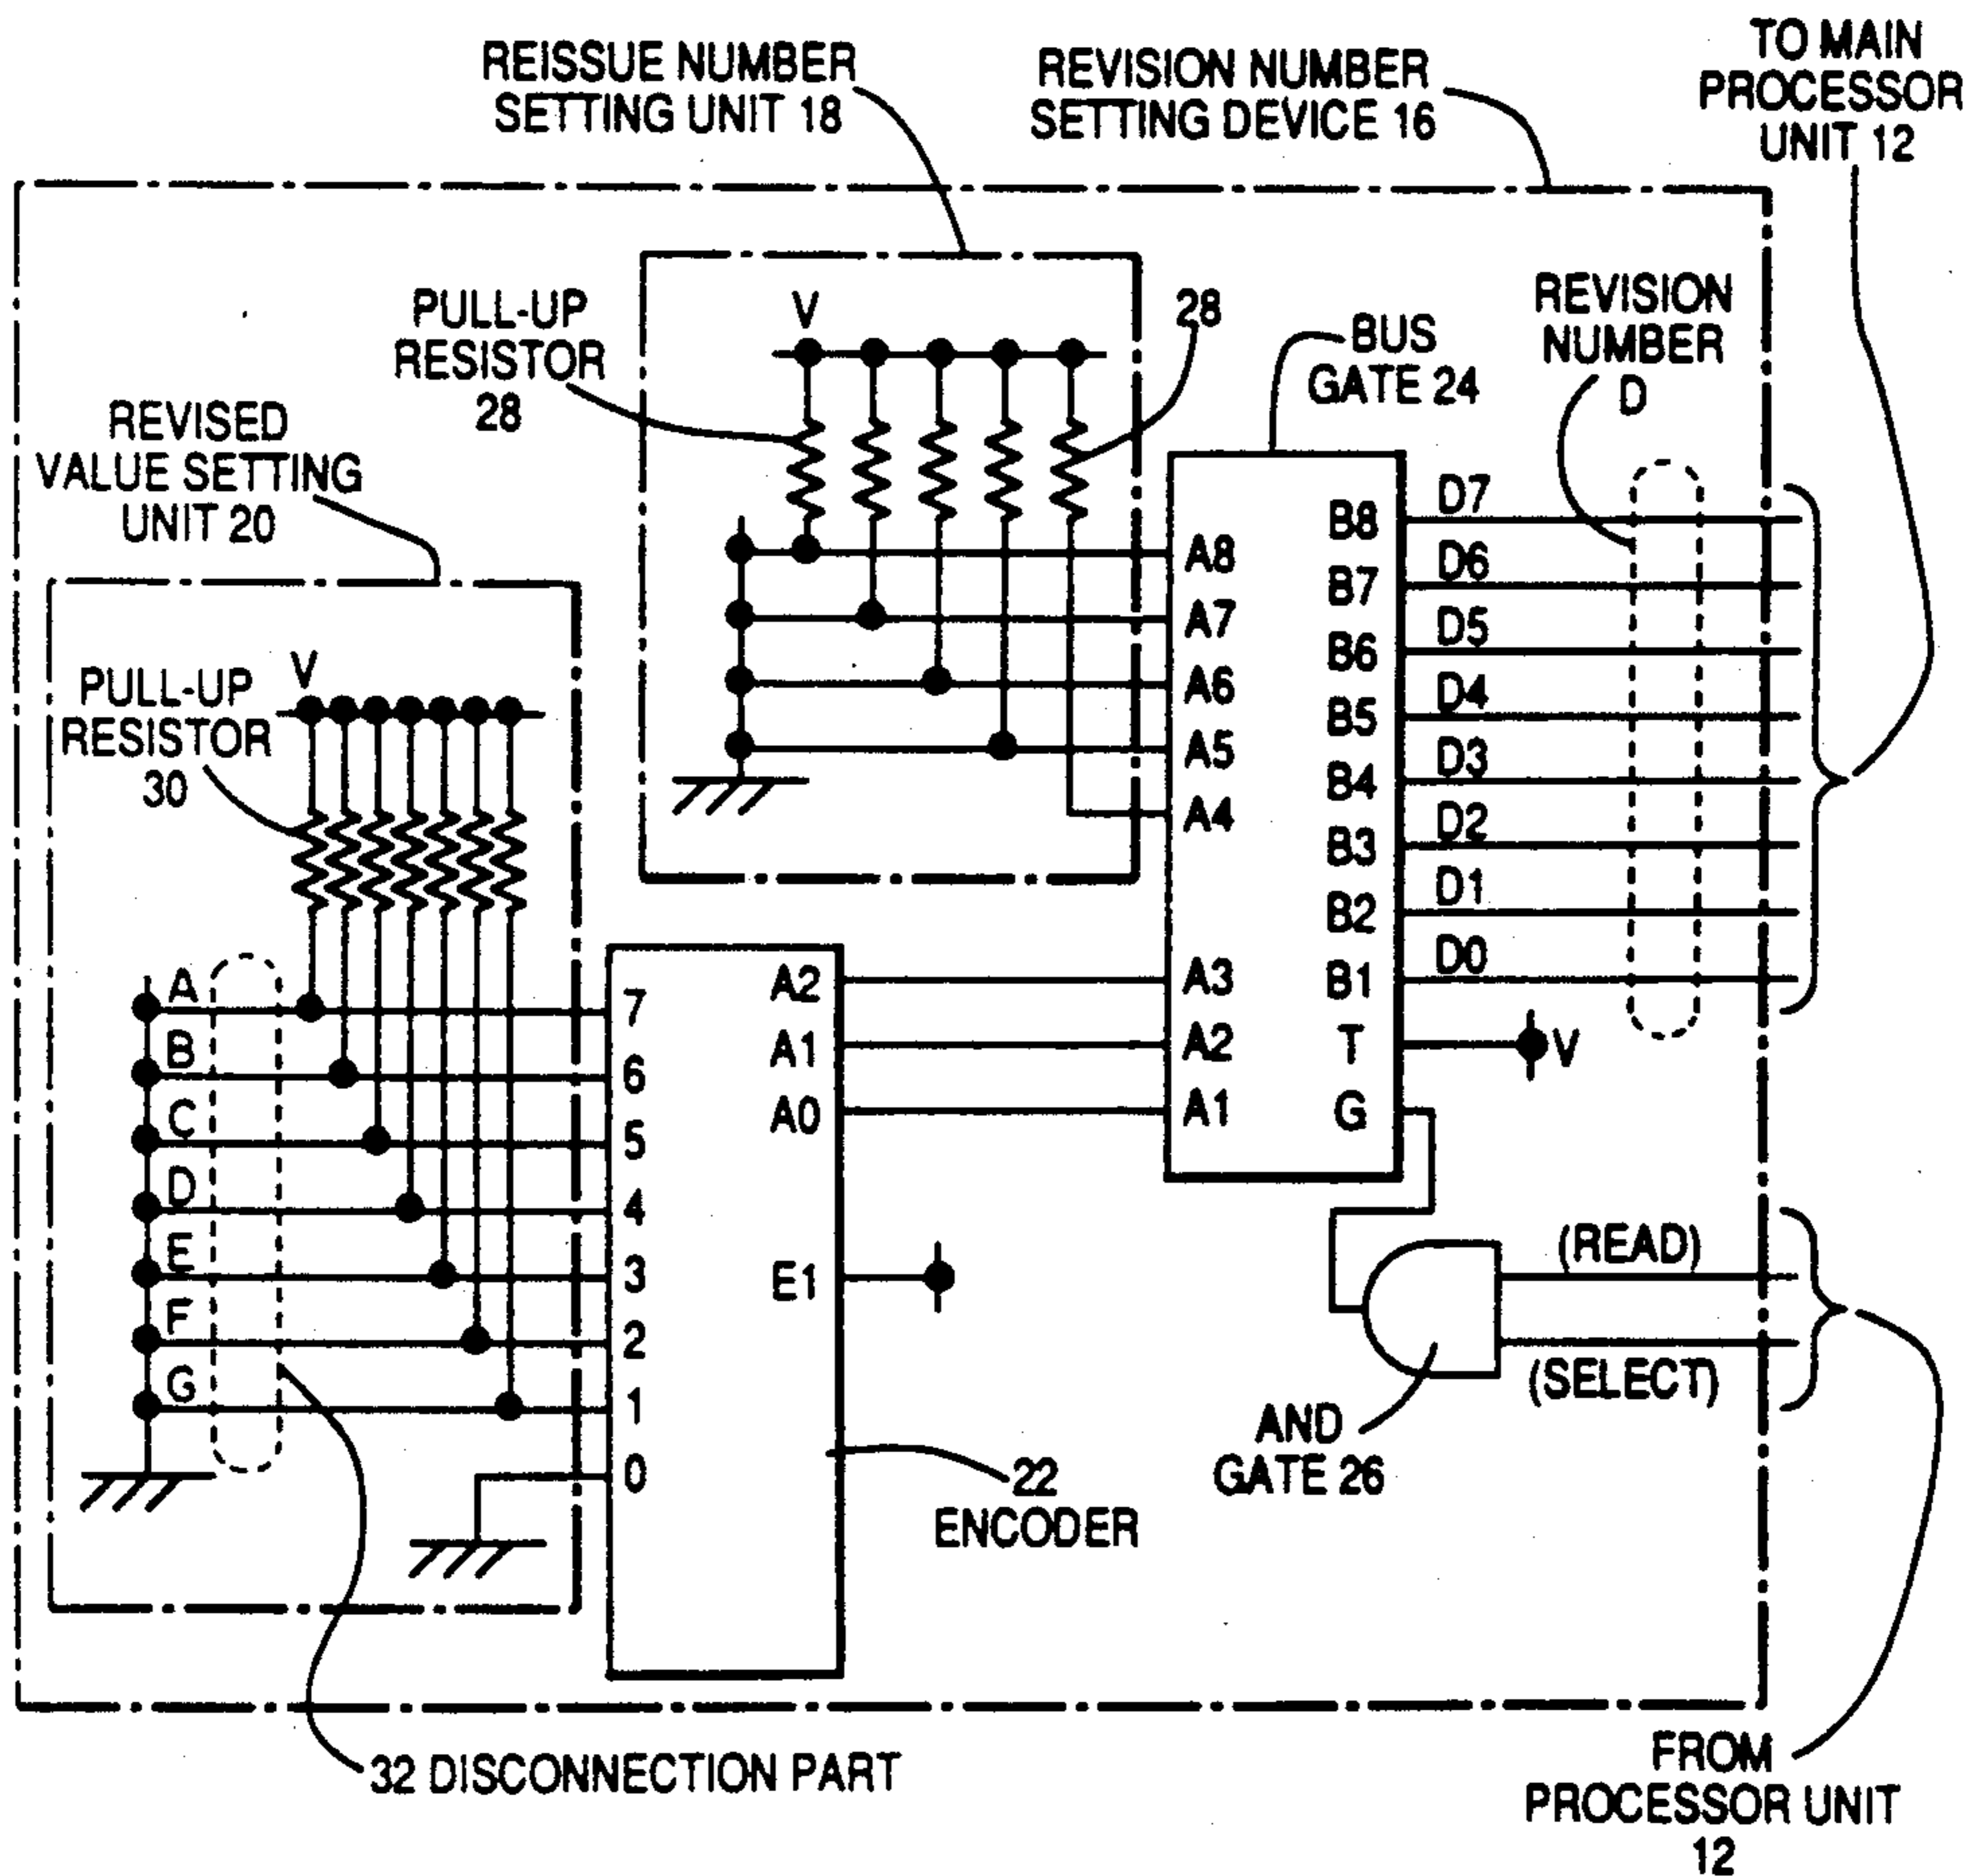 REISSUE NUMBER
SETTING UNIT 18
REVISION NUMBER
SETTING DEVICE 16
TO MAIN
PROCESSOR
UNIT 12
PULL-UP
RESISTOR
28
V
28
BUS
GATE 24
REVISION
NUMBER
D
REVISED
VALUE SETTING
UNIT 20
PULL-UP
RESISTOR
30
V
A8
A7
A6
A5
A4
A3
A2
A1
B8
B7
B6
B5
B4
B3
B2
B1
T
G
D7
D6
D5
D4
D3
D2
D1
D0
V
A
B
C
D
E
F
G
7
6
5
4
3
2
1
0
A2
A1
A0
E1
(READ)
(SELECT)
AND
GATE 26
22
ENCODER
32 DISCONNECTION PART
FROM
PROCESSOR UNIT
12